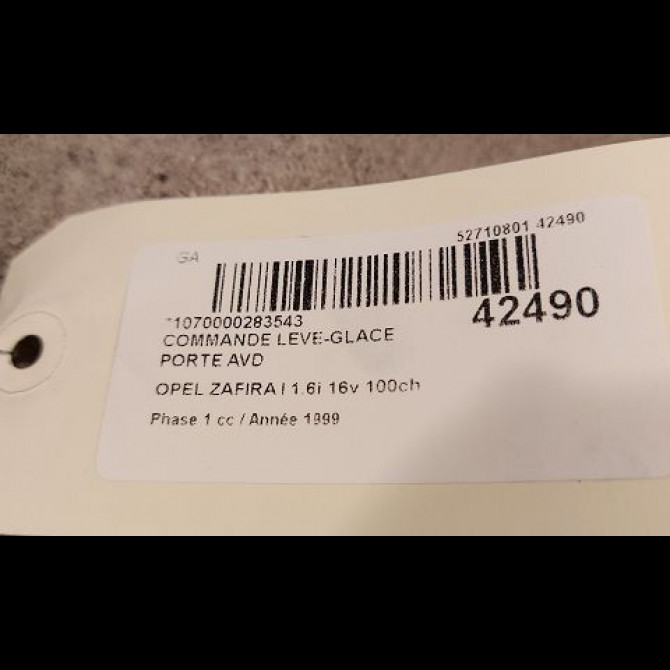 GA
52710801 42490
42490
*1070000283543
COMMANDE LEVE-GLACE
PORTE AVD
OPEL ZAFIRA I 1.6i 16v 100ch
Phase 1 cc / Année 1999